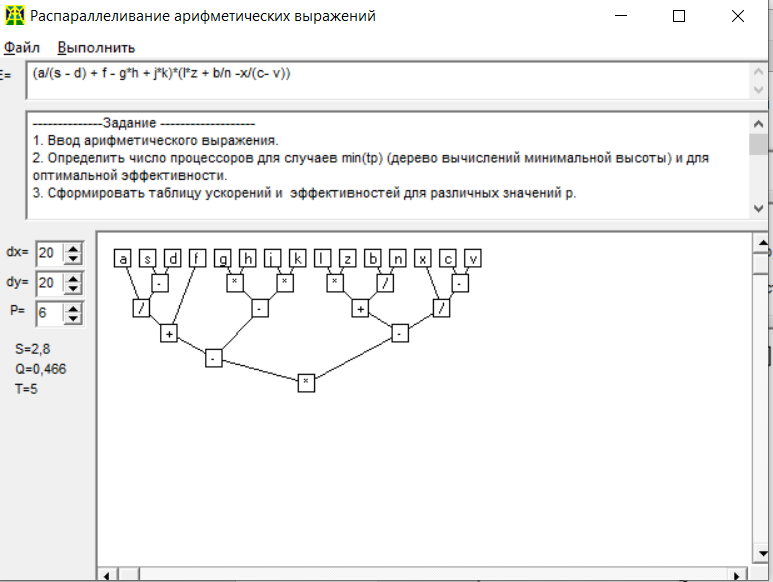 Распараллеливание арифметических выражений
Файл Выполнить
E= (a/(s - d) + f - g*h + j*k)*(l*z + b/n -x/(c- v))
--------------Задание -------------------
1. Ввод арифметического выражения.
2. Определить число процессоров для случаев min(tp) (дерево вычислений минимальной высоты) и для
оптимальной эффективности.
3. Сформировать таблицу ускорений и эффективностей для различных значений p.
dx= 20
dy= 20
P= 6
S=2,8
Q=0,466
T=5
a s d f g h j k l z b n x c v
- * * * / -
/ - + /
+ -
-
*